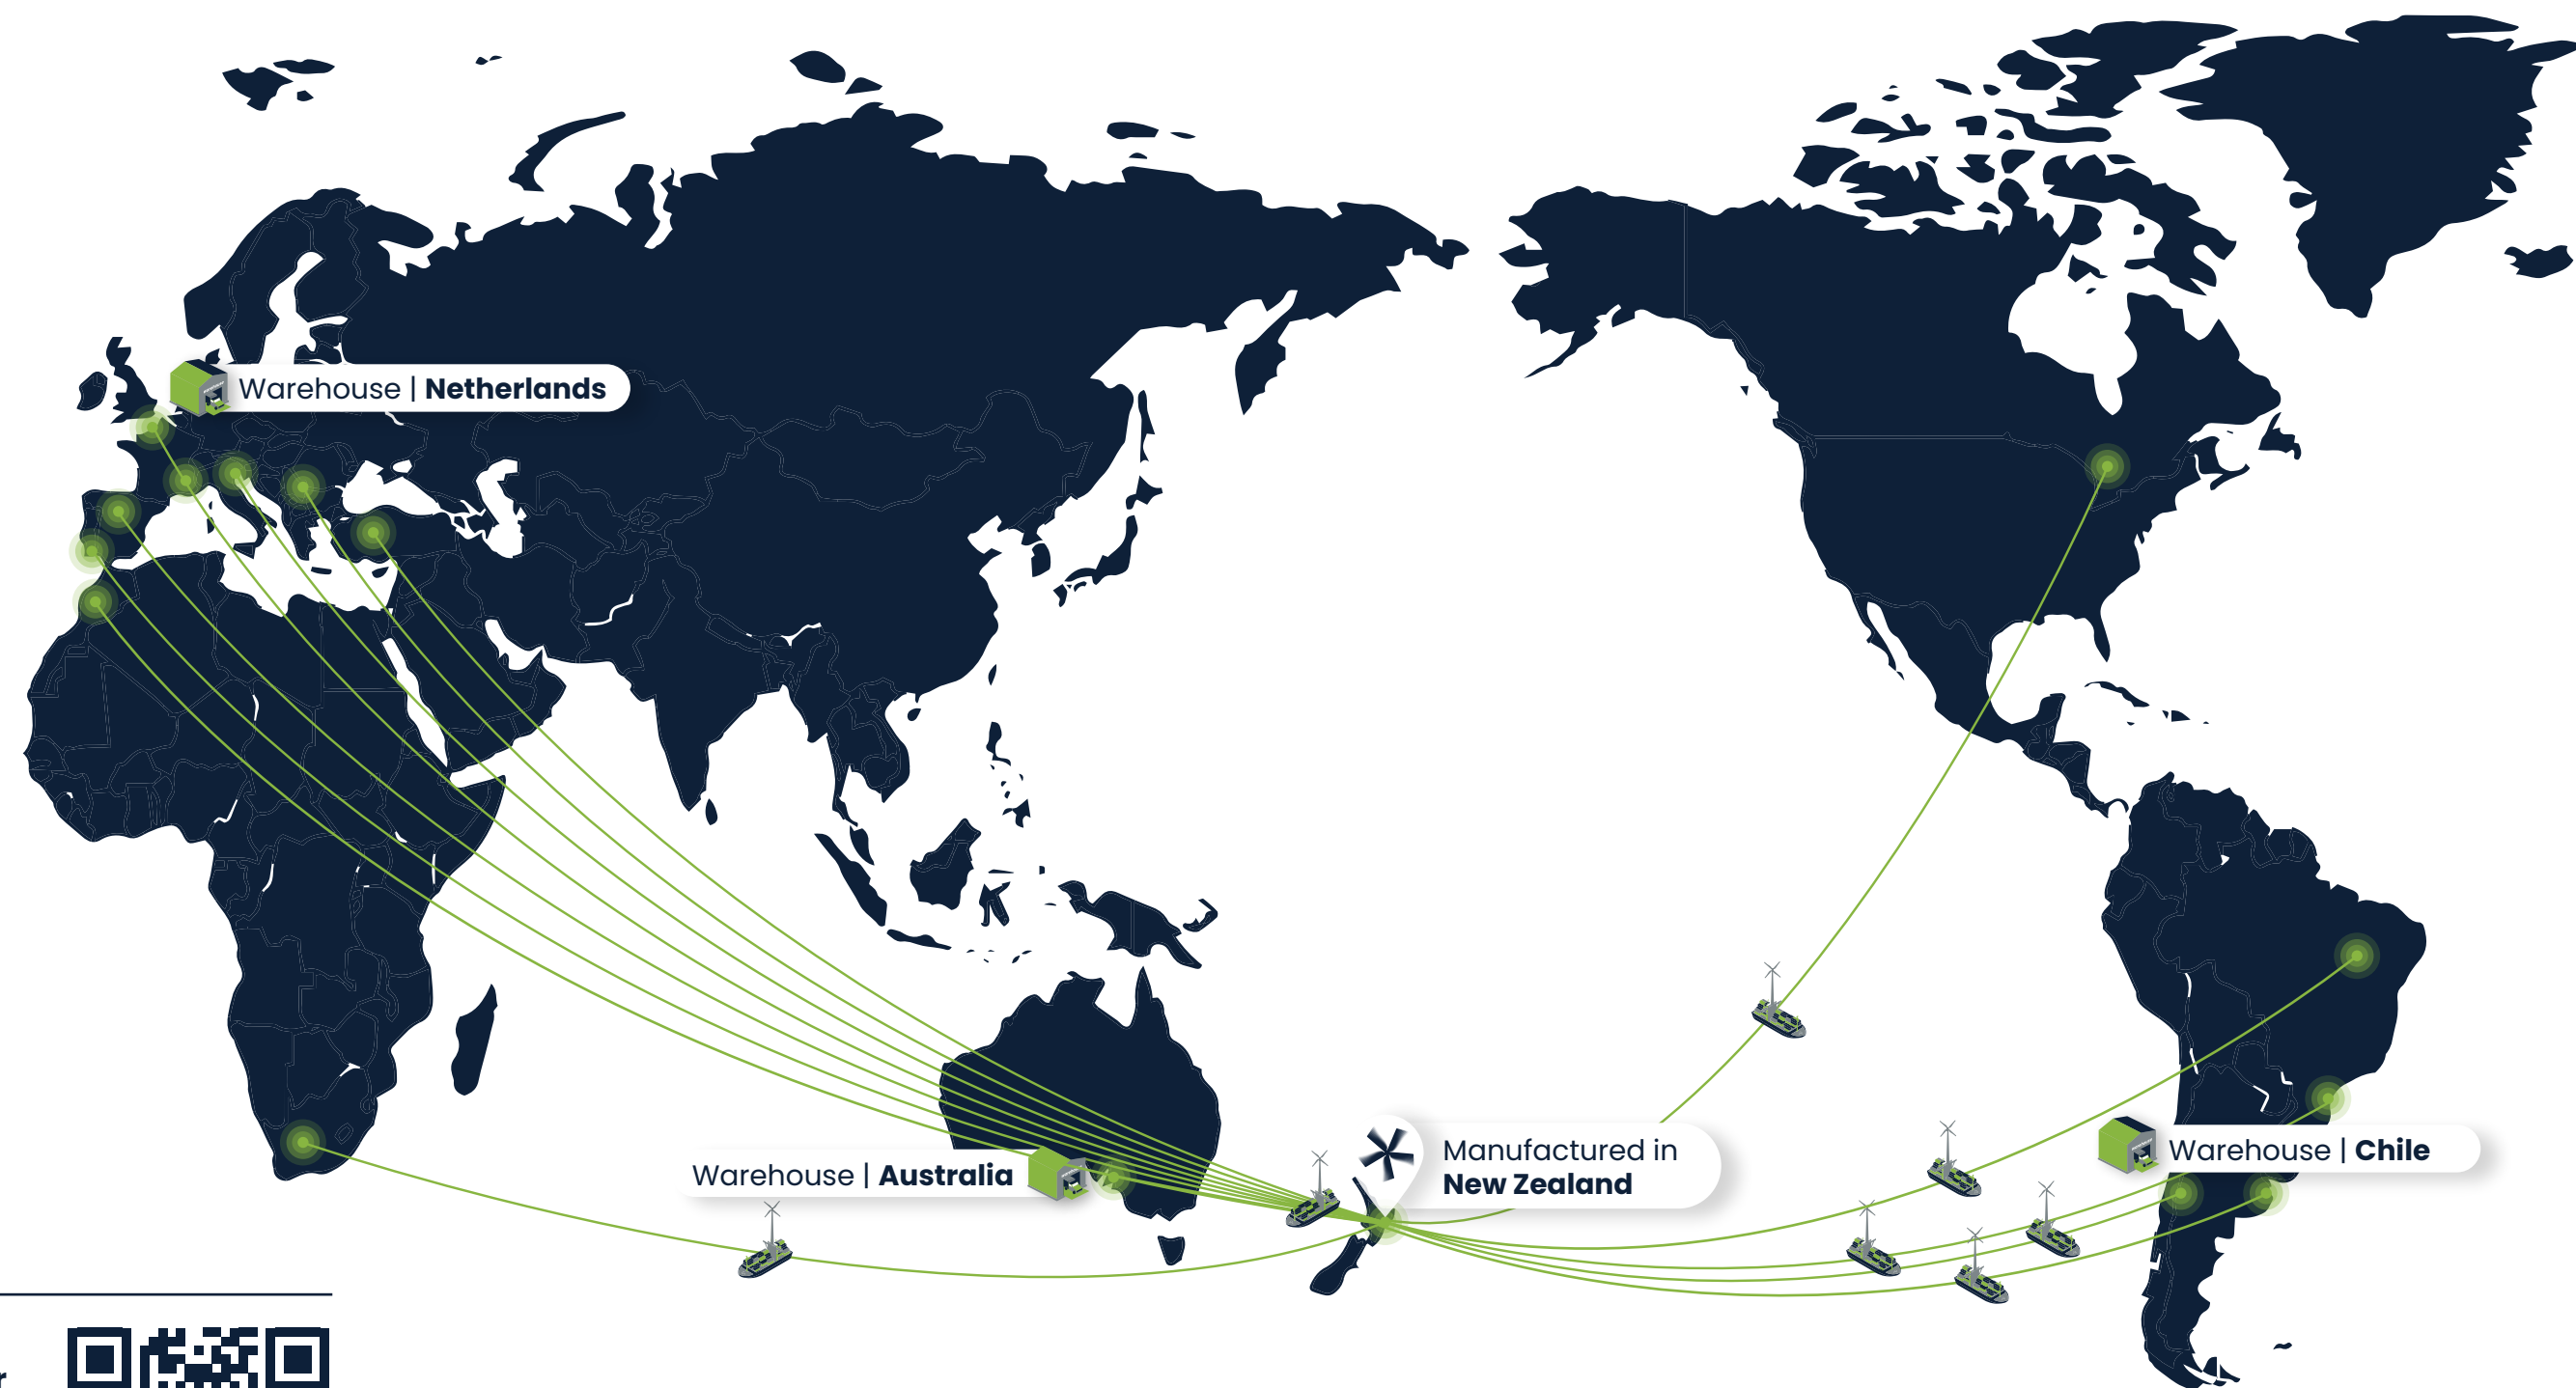 Warehouse | Netherlands
Manufactured in
New Zealand
Warehouse | Australia
Warehouse | Chile